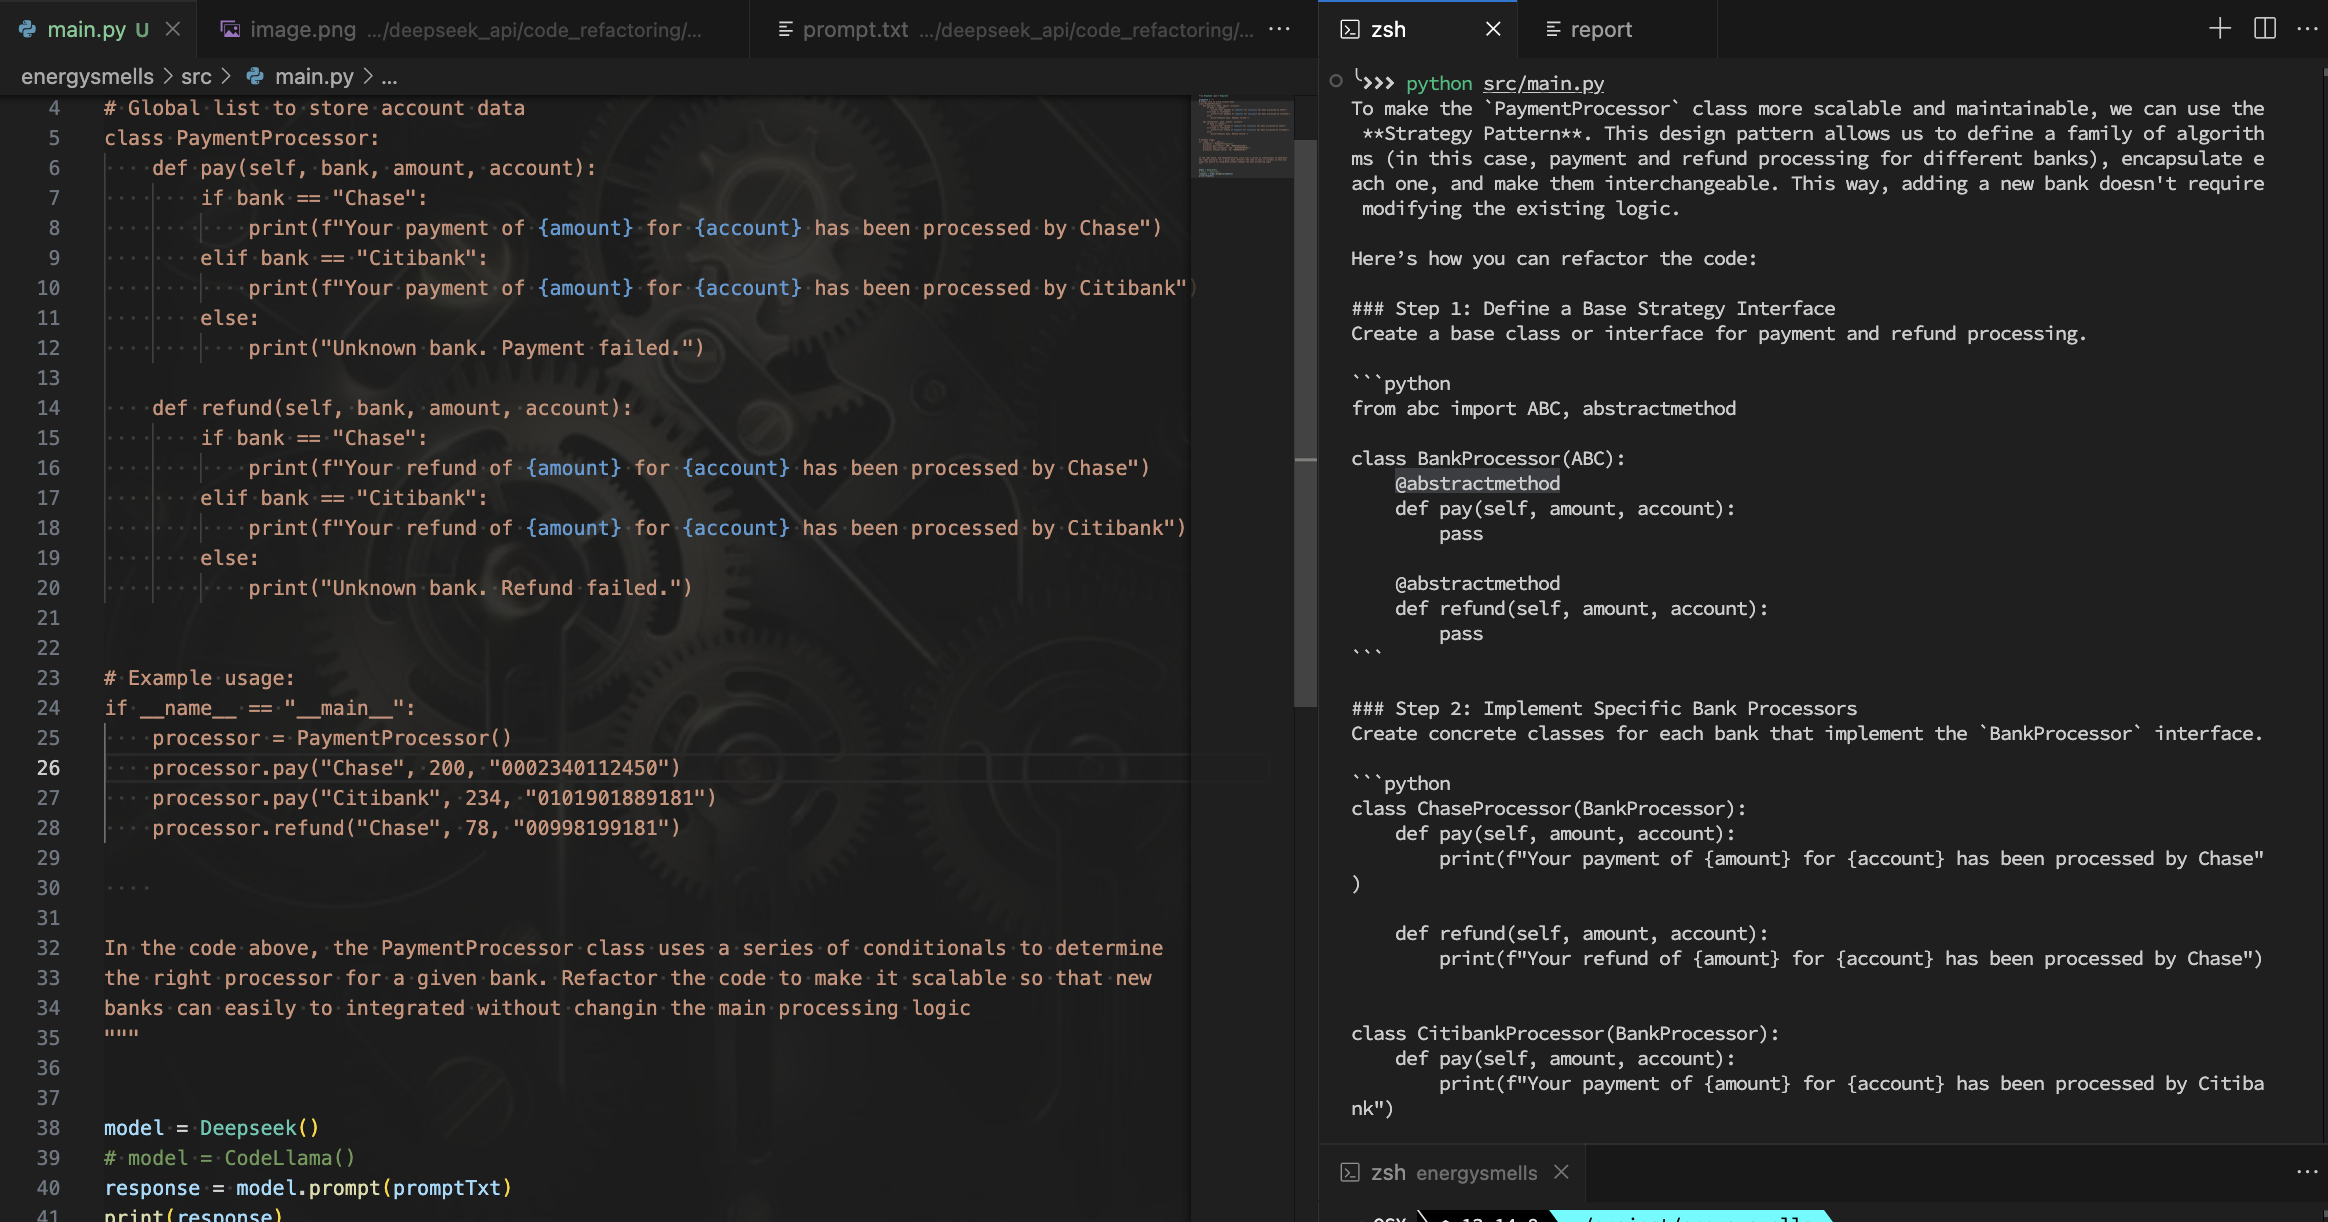 main.py U
image.png .../deepseek_api/code_refactoring/...
prompt.txt .../deepseek_api/code_refactoring/... ...
energysmells > src > main.py > ...
4 # Global list to store account data
5 class PaymentProcessor:
6 def pay(self, bank, amount, account):
7 if bank == "Chase":
8 print(f"Your payment of {amount} for {account} has been processed by Chase")
9 elif bank == "Citibank":
10 print(f"Your payment of {amount} for {account} has been processed by Citibank")
11 else:
12 print("Unknown bank. Payment failed.")
13
14 def refund(self, bank, amount, account):
15 if bank == "Chase":
16 print(f"Your refund of {amount} for {account} has been processed by Chase")
17 elif bank == "Citibank":
18 print(f"Your refund of {amount} for {account} has been processed by Citibank")
19 else:
20 print("Unknown bank. Refund failed.")
21
22
23 # Example usage:
24 if __name__ == "__main__":
25 processor = PaymentProcessor()
26 processor.pay("Chase", 200, "0002340112450")
27 processor.pay("Citibank", 234, "0101901889181")
28 processor.refund("Chase", 78, "00998199181")
29
30
31
32 In the code above, the PaymentProcessor class uses a series of conditionals to determine
33 the right processor for a given bank. Refactor the code to make it scalable so that new
34 banks can easily to integrated without changin the main processing logic
35 """
36
37
38 model = Deepseek()
39 # model = CodeLlama()
40 response = model.prompt(promptTxt)
41 print(response)
zsh
report
>>> python src/main.py
To make the `PaymentProcessor` class more scalable and maintainable, we can use the
**Strategy Pattern**. This design pattern allows us to define a family of algorith
ms (in this case, payment and refund processing for different banks), encapsulate e
ach one, and make them interchangeable. This way, adding a new bank doesn't require
modifying the existing logic.
Here’s how you can refactor the code:
### Step 1: Define a Base Strategy Interface
Create a base class or interface for payment and refund processing.
```python
from abc import ABC, abstractmethod
class BankProcessor(ABC):
@abstractmethod
def pay(self, amount, account):
pass
@abstractmethod
def refund(self, amount, account):
pass
```
### Step 2: Implement Specific Bank Processors
Create concrete classes for each bank that implement the `BankProcessor` interface.
```python
class ChaseProcessor(BankProcessor):
def pay(self, amount, account):
print(f"Your payment of {amount} for {account} has been processed by Chase"
)
def refund(self, amount, account):
print(f"Your refund of {amount} for {account} has been processed by Chase")
class CitibankProcessor(BankProcessor):
def pay(self, amount, account):
print(f"Your payment of {amount} for {account} has been processed by Citiba
nk")
zsh energysmells